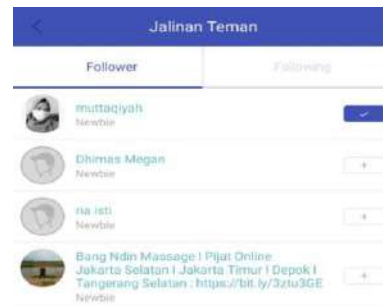 Jalinan Teman
Follower
Following
muttaqiyah
Newbie
Dhimas Megan
Newbie
ria isti
Newbie
Bang Ndin Massage I Pijat Online
Jakarta Selatan I Jakarta Timur I Depok I
Tangerang Selatan : https://bit.ly/3ztu3GE
Newbie